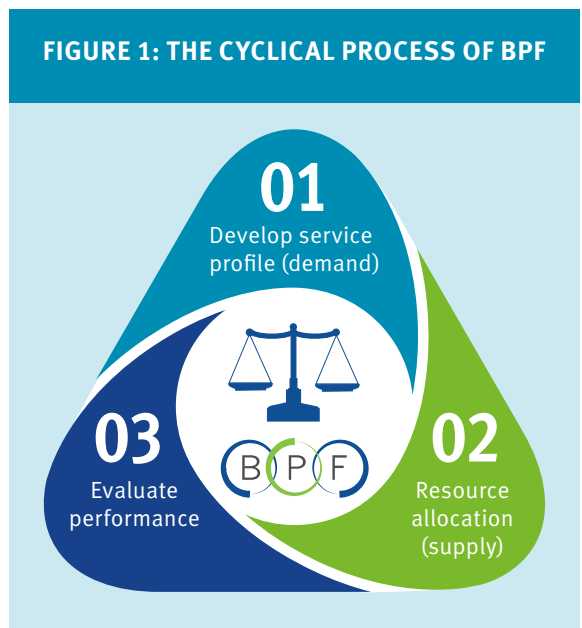 FIGURE 1: THE CYCLICAL PROCESS OF BPF
01
Develop service
profile (demand)
02
Resource
allocation
(supply)
03
Evaluate
performance
B P F